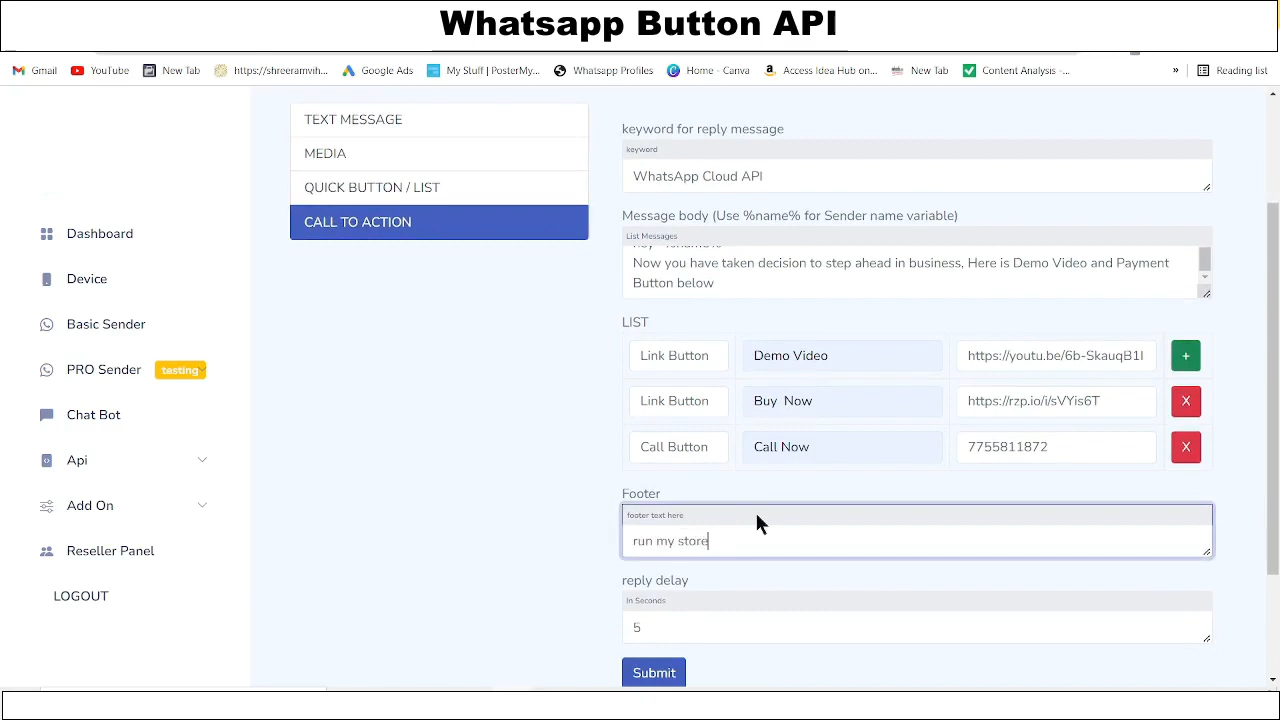 Whatsapp Button API
Gmail YouTube New Tab https://shreeramvih... Google Ads My Stuff | PosterMy... Whatsapp Profiles Home - Canva Access Idea Hub on... New Tab Content Analysis -... » Reading list
TEXT MESSAGE
MEDIA
QUICK BUTTON / LIST
CALL TO ACTION
Dashboard
Device
Basic Sender
PRO Sender testing
Chat Bot
Api
Add On
Reseller Panel
LOGOUT
keyword for reply message
keyword
WhatsApp Cloud API
Message body (Use %name% for Sender name variable)
List Messages
Now you have taken decision to step ahead in business, Here is Demo Video and Payment
Button below
LIST
Link Button Demo Video https://youtu.be/6b-SkauqB1I +
Link Button Buy Now https://rzp.io/i/sVYis6T X
Call Button Call Now 7755811872 X
Footer
footer text here
run my store
reply delay
In Seconds
5
Submit